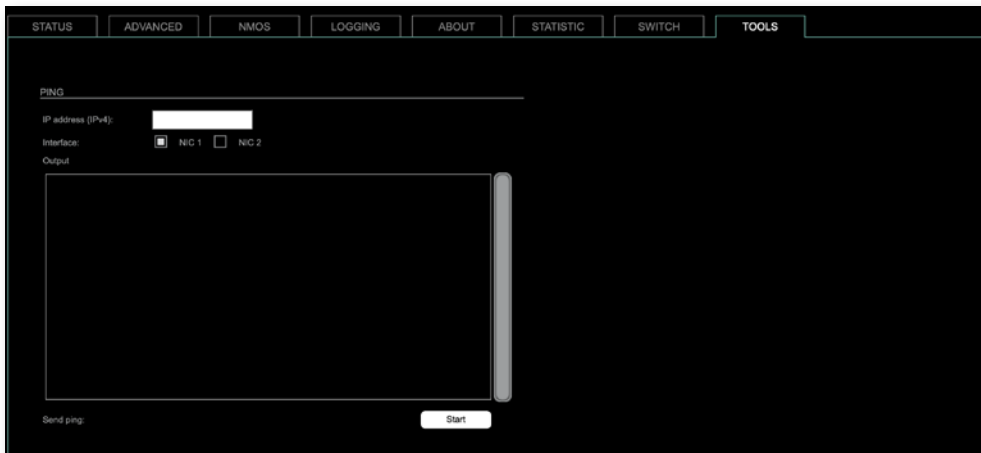 STATUS ADVANCED NMOS LOGGING ABOUT STATISTIC SWITCH TOOLS
PING
IP address (IPv4):
Interface: NIC 1 NIC 2
Output
Send ping: Start